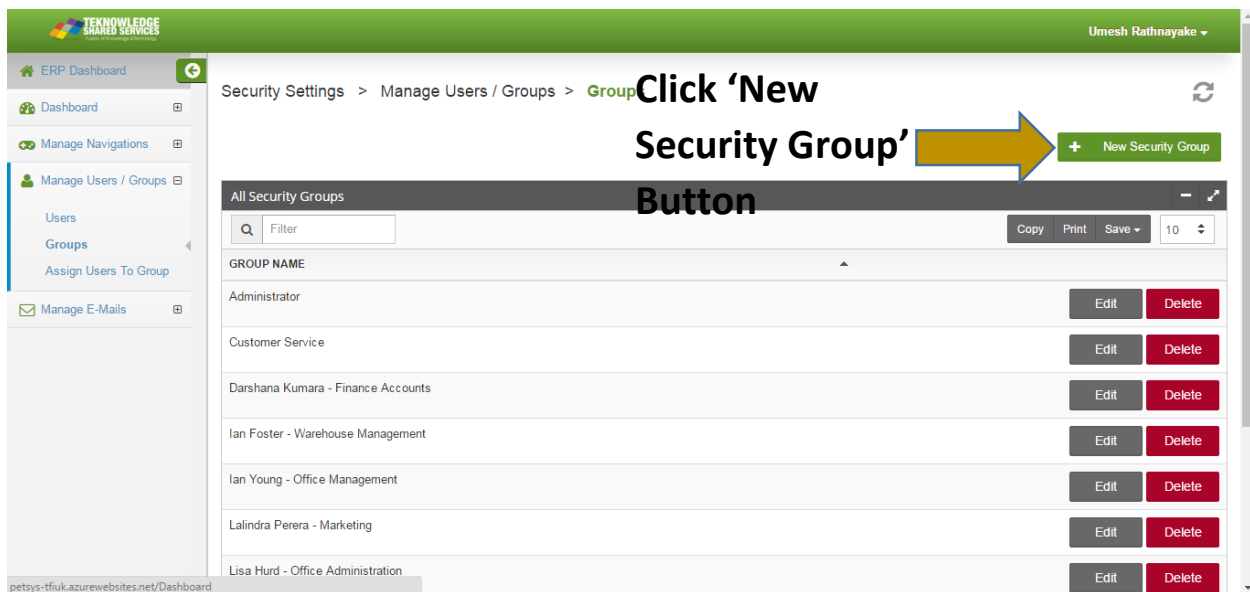 TEKNOWLEDGE
SHARED SERVICES
Umesh Rathnayake
ERP Dashboard
Dashboard
Manage Navigations
Manage Users / Groups
Users
Groups
Assign Users To Group
Manage E-Mails
Security Settings > Manage Users / Groups > Groups
Click ‘New
Security Group’
Button
+ New Security Group
All Security Groups
Filter
Copy Print Save 10
GROUP NAME
Administrator Edit Delete
Customer Service Edit Delete
Darshana Kumara - Finance Accounts Edit Delete
Ian Foster - Warehouse Management Edit Delete
Ian Young - Office Management Edit Delete
Lalindra Perera - Marketing Edit Delete
Lisa Hurd - Office Administration Edit Delete
petsys-tfiuk.azurewebsites.net/Dashboard